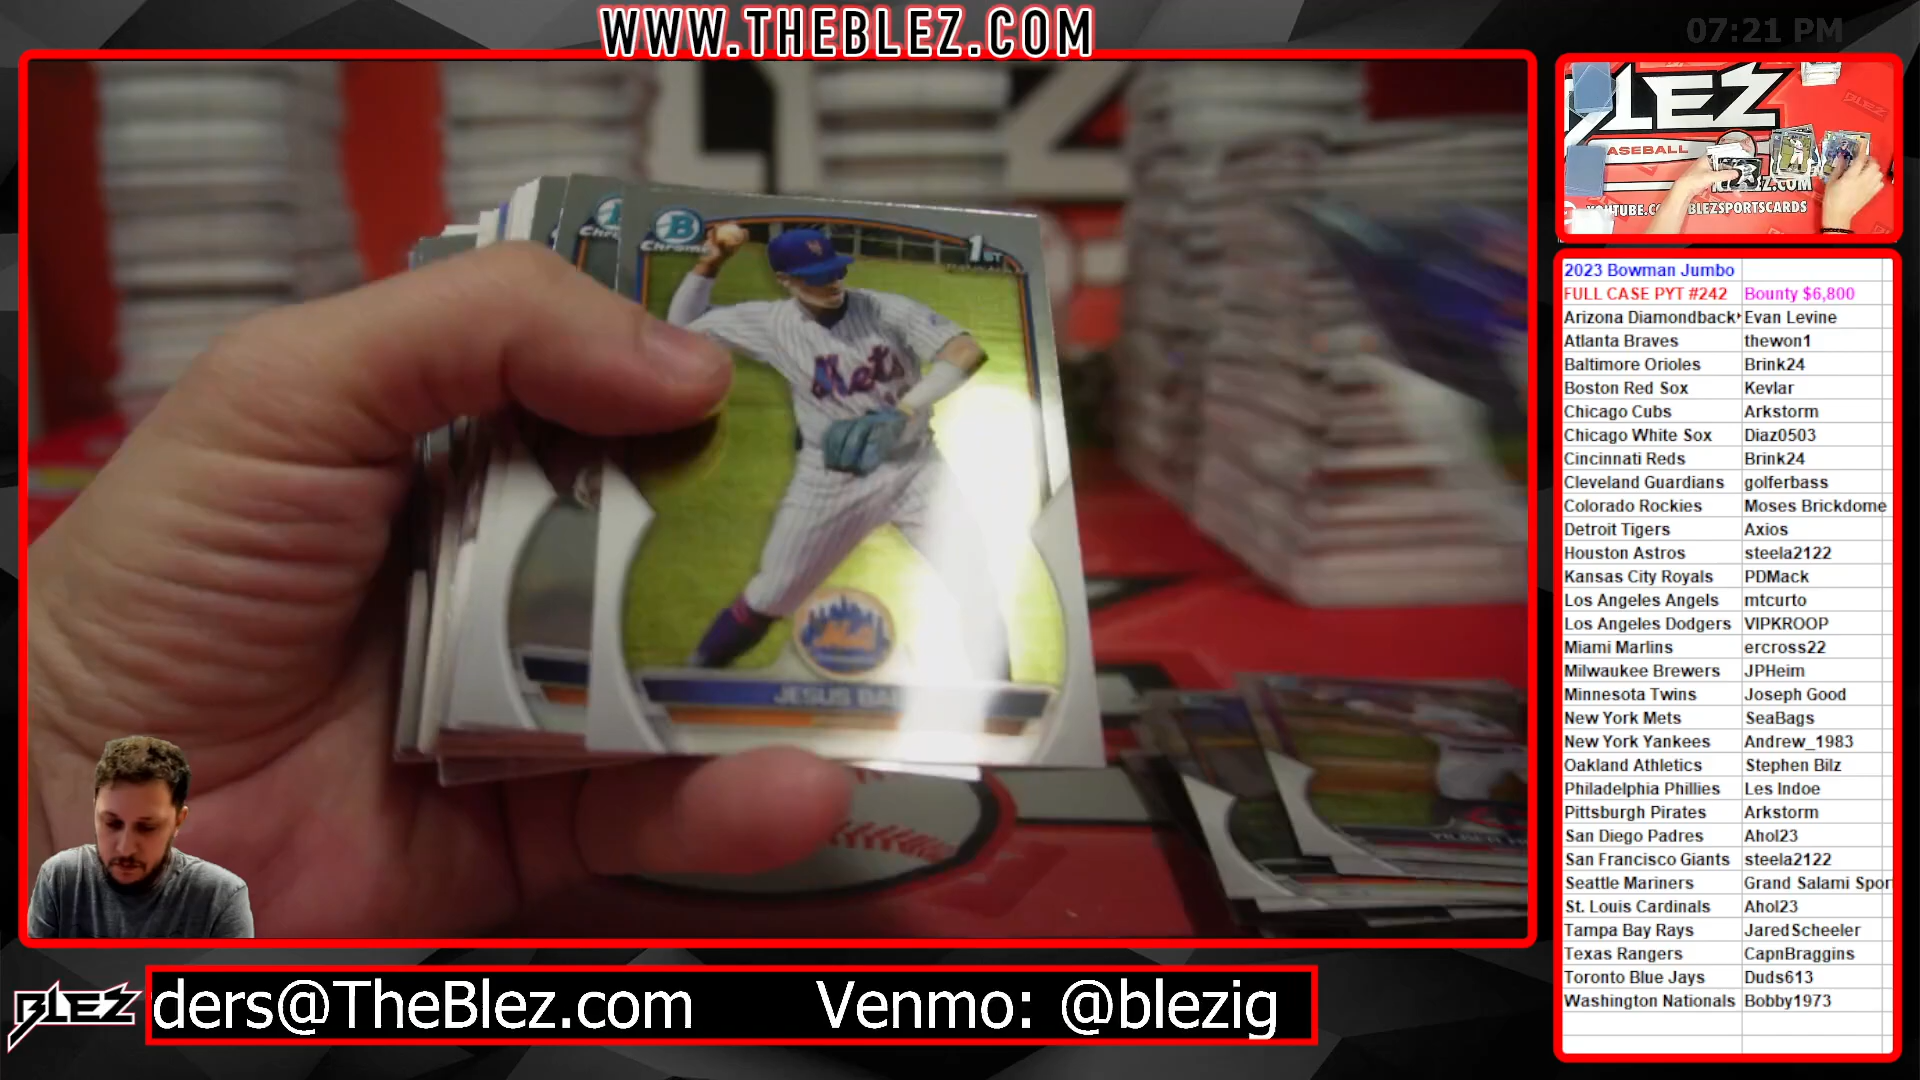 WWW.THEBLEZ.COM
07:21 PM
BLEZ
BASEBALL
BLEZSPORTSCARDS
B
Chrome
1ST
Mets
JESUS
2023 Bowman Jumbo
FULL CASE PYT #242 Bounty $6,800
Arizona Diamondback Evan Levine
Atlanta Braves thewon1
Baltimore Orioles Brink24
Boston Red Sox Kevlar
Chicago Cubs Arkstorm
Chicago White Sox Diaz0503
Cincinnati Reds Brink24
Cleveland Guardians golferbass
Colorado Rockies Moses Brickdome
Detroit Tigers Axios
Houston Astros steela2122
Kansas City Royals PDMack
Los Angeles Angels mtcurto
Los Angeles Dodgers VIPKROOP
Miami Marlins ercross22
Milwaukee Brewers JPHeim
Minnesota Twins Joseph Good
New York Mets SeaBags
New York Yankees Andrew_1983
Oakland Athletics Stephen Bilz
Philadelphia Phillies Les Indoe
Pittsburgh Pirates Arkstorm
San Diego Padres Ahol23
San Francisco Giants steela2122
Seattle Mariners Grand Salami Spor
St. Louis Cardinals Ahol23
Tampa Bay Rays JaredScheeler
Texas Rangers CapnBraggins
Toronto Blue Jays Duds613
Washington Nationals Bobby1973
BLEZ
ders@TheBlez.com Venmo: @blezig